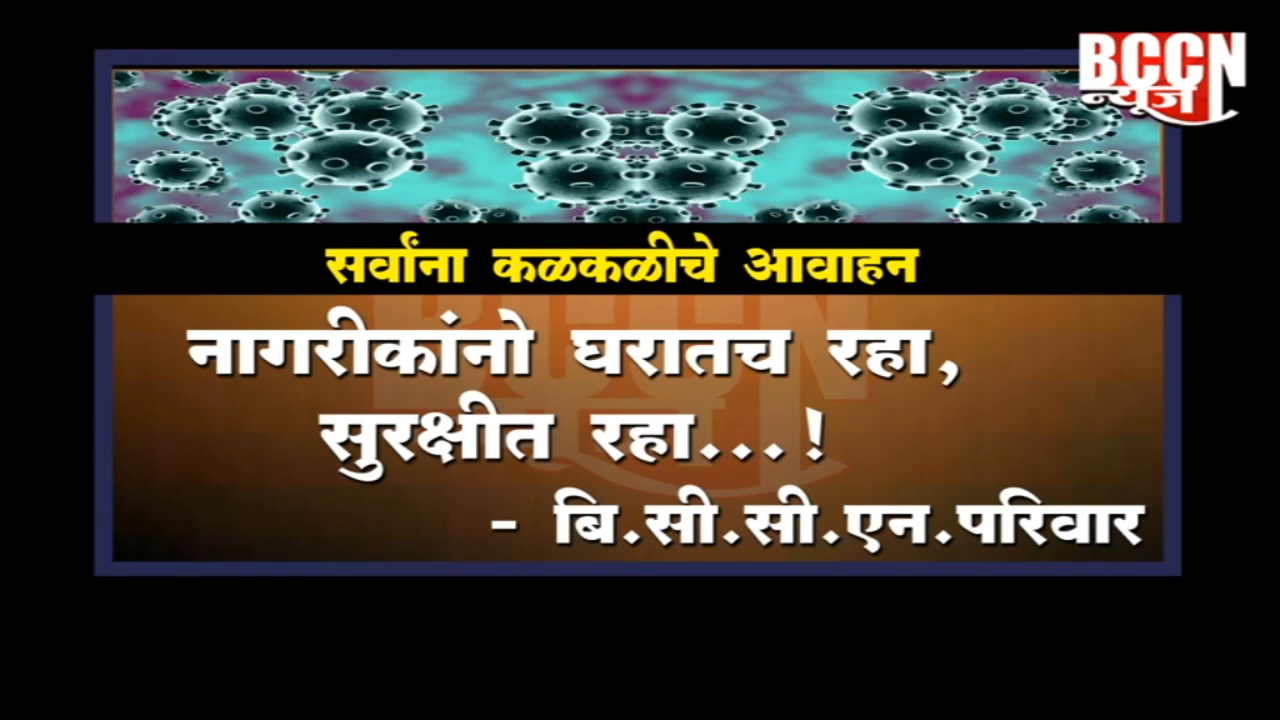 BCCN
न्यूज
सर्वांना कळकळीचे आवाहन
नागरीकांनो घरातच रहा,
सुरक्षीत रहा...!
- बि.सी.सी.एन.परिवार